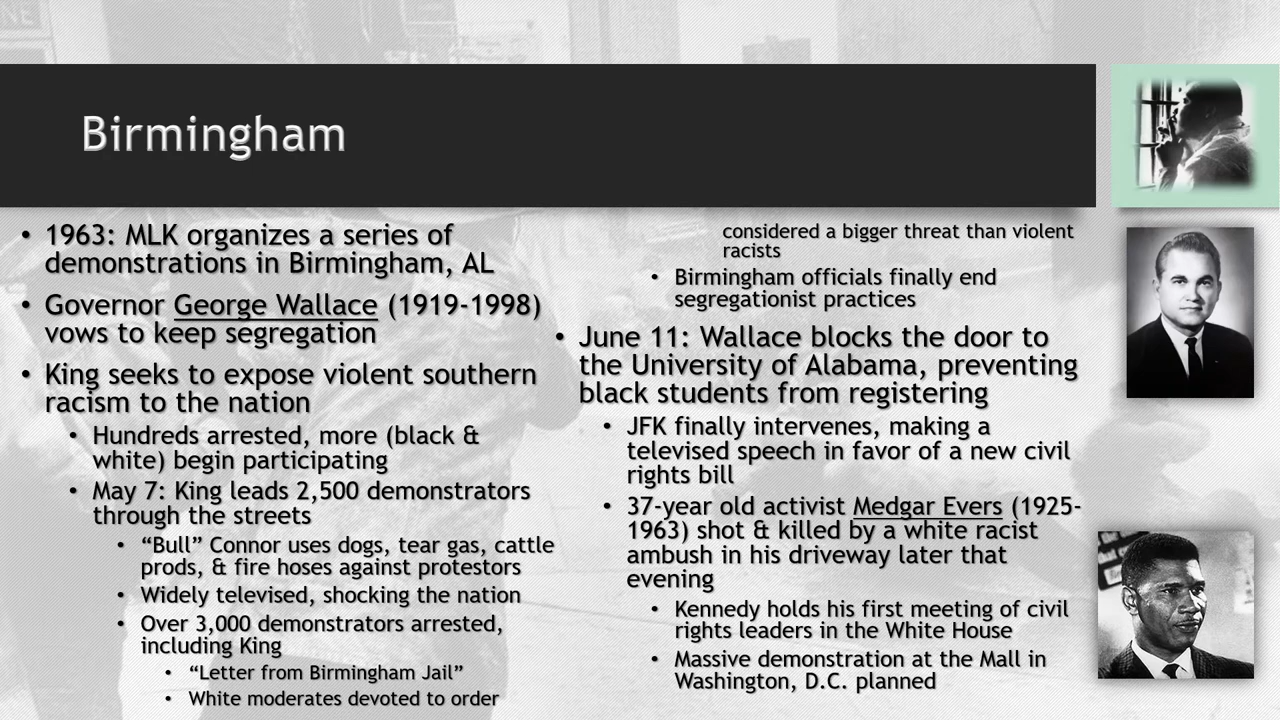 Birmingham
• 1963: MLK organizes a series of
demonstrations in Birmingham, AL
• Governor George Wallace (1919-1998)
vows to keep segregation
• King seeks to expose violent southern
racism to the nation
• Hundreds arrested, more (black &
white) begin participating
• May 7: King leads 2,500 demonstrators
through the streets
• “Bull” Connor uses dogs, tear gas, cattle
prods, & fire hoses against protestors
• Widely televised, shocking the nation
• Over 3,000 demonstrators arrested,
including King
• “Letter from Birmingham Jail”
• White moderates devoted to order
considered a bigger threat than violent
racists
• Birmingham officials finally end
segregationist practices
• June 11: Wallace blocks the door to
the University of Alabama, preventing
black students from registering
• JFK finally intervenes, making a
televised speech in favor of a new civil
rights bill
• 37-year old activist Medgar Evers (1925-
1963) shot & killed by a white racist
ambush in his driveway later that
evening
• Kennedy holds his first meeting of civil
rights leaders in the White House
• Massive demonstration at the Mall in
Washington, D.C. planned